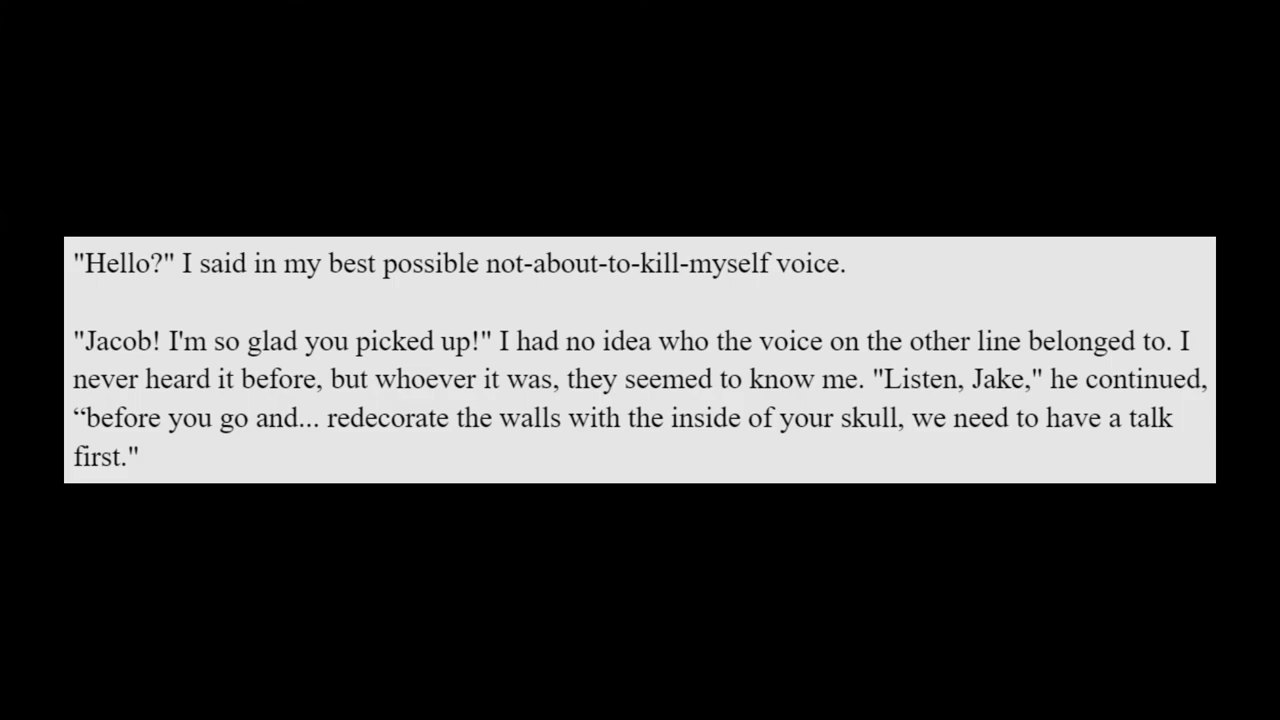 "Hello?" I said in my best possible not-about-to-kill-myself voice.
"Jacob! I'm so glad you picked up!" I had no idea who the voice on the other line belonged to. I
never heard it before, but whoever it was, they seemed to know me. "Listen, Jake," he continued,
“before you go and... redecorate the walls with the inside of your skull, we need to have a talk
first."